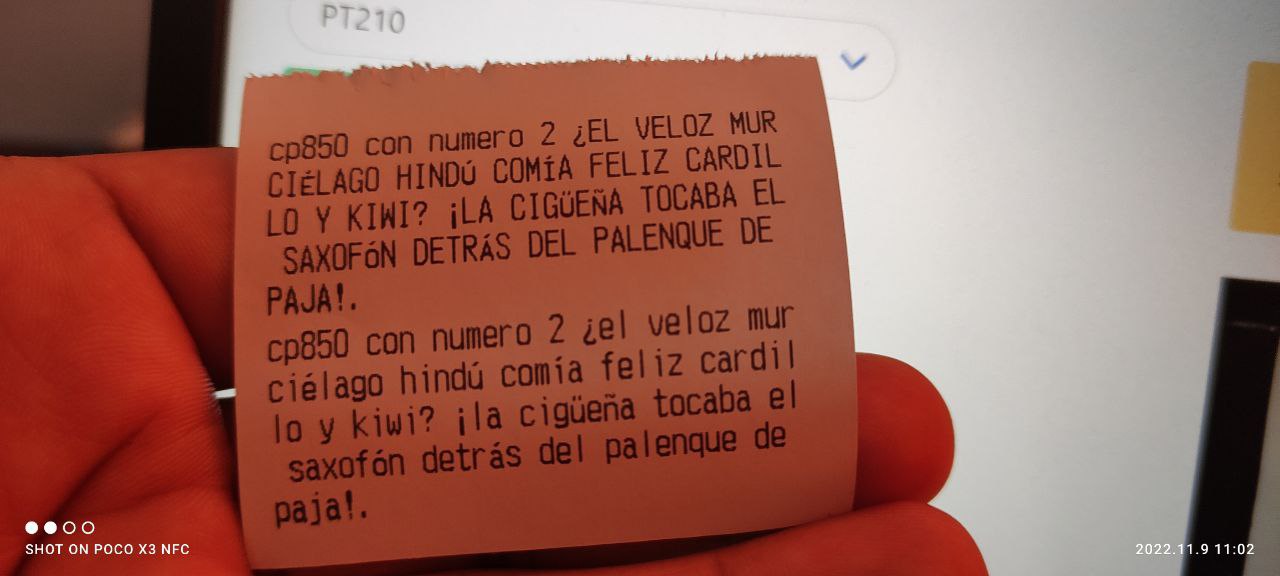 PT210
cp850 con numero 2 ¿EL VELOZ MUR
CIÉLAGO HINDú COMÍA FELIZ CARDIL
LO Y KIWI? ¡LA CIGÜEÑA TOCABA EL
SAXOFóN DETRáS DEL PALENQUE DE
PAJA!.
cp850 con numero 2 ¿el veloz mur
ciélago hindú comía feliz cardil
lo y kiwi? ¡la cigüeña tocaba el
saxofón detrás del palenque de
paja!.
SHOT ON POCO X3 NFC
2022.11.9 11:02